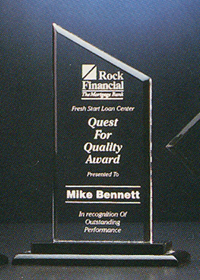 Rock
Financial
The Mortgage Bank
Fresh Start Loan Center
Quest
For
Quality
Award
Presented To
Mike Bennett
In recognition Of
Outstanding
Performance